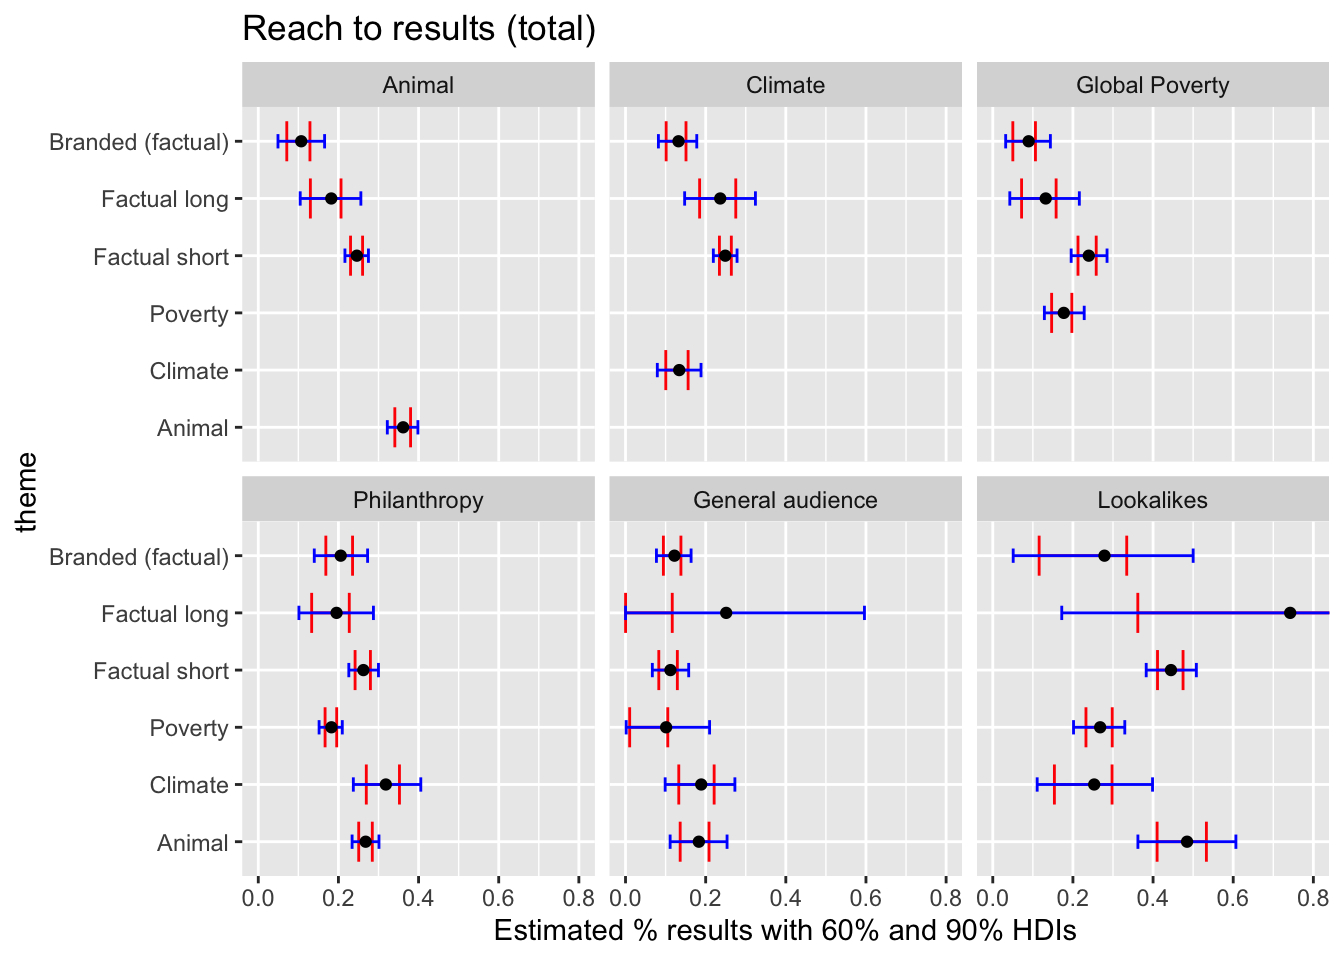 Reach to results (total)
Animal
Climate
Global Poverty
Branded (factual)
Factual long
Factual short
Poverty
Climate
Animal
theme
Philanthropy
General audience
Lookalikes
Branded (factual)
Factual long
Factual short
Poverty
Climate
Animal
0.0 0.2 0.4 0.6 0.8
0.0 0.2 0.4 0.6 0.8
0.0 0.2 0.4 0.6 0.8
Estimated % results with 60% and 90% HDIs